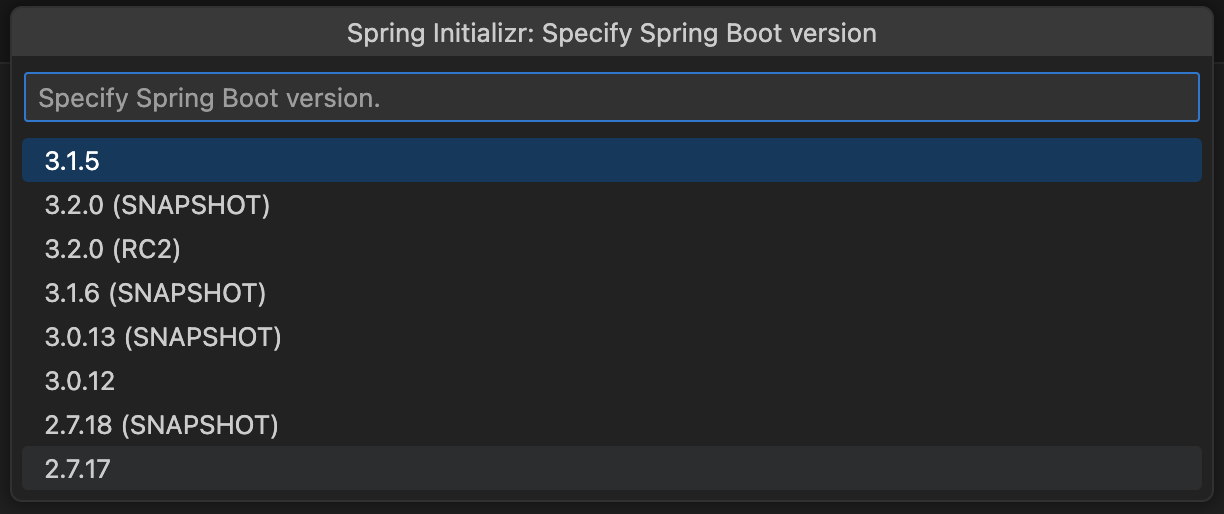 Spring Initializr: Specify Spring Boot version
Specify Spring Boot version.
3.1.5
3.2.0 (SNAPSHOT)
3.2.0 (RC2)
3.1.6 (SNAPSHOT)
3.0.13 (SNAPSHOT)
3.0.12
2.7.18 (SNAPSHOT)
2.7.17